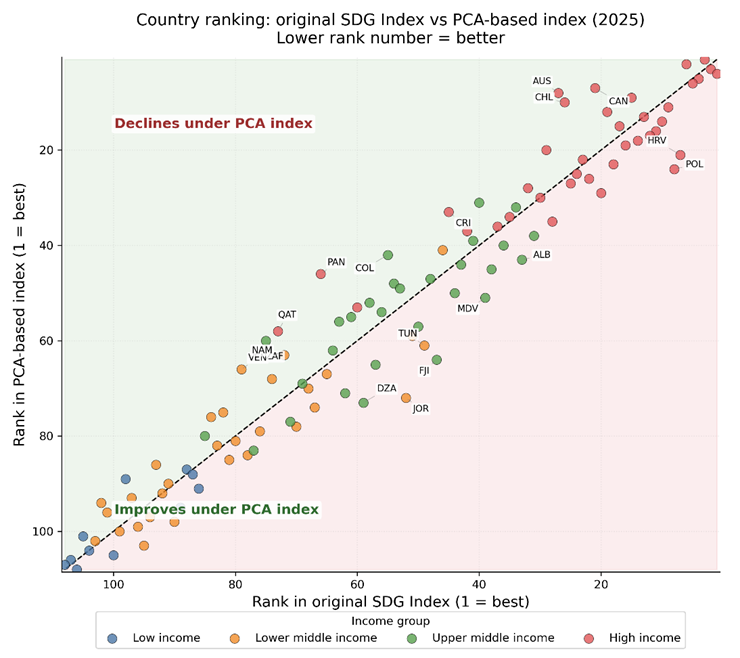 Country ranking: original SDG Index vs PCA-based index (2025)
Lower rank number = better
Declines under PCA index
AUS
CHL
CAN
HRV
POL
CRI
ALB
PAN
COL
MDV
QAT
TUN
NAM
FJI
DZA
JOR
Improves under PCA index
20
40
60
80
100
Rank in PCA-based index (1 = best)
100 80 60 40 20
Rank in original SDG Index (1 = best)
Income group
Low income Lower middle income Upper middle income High income